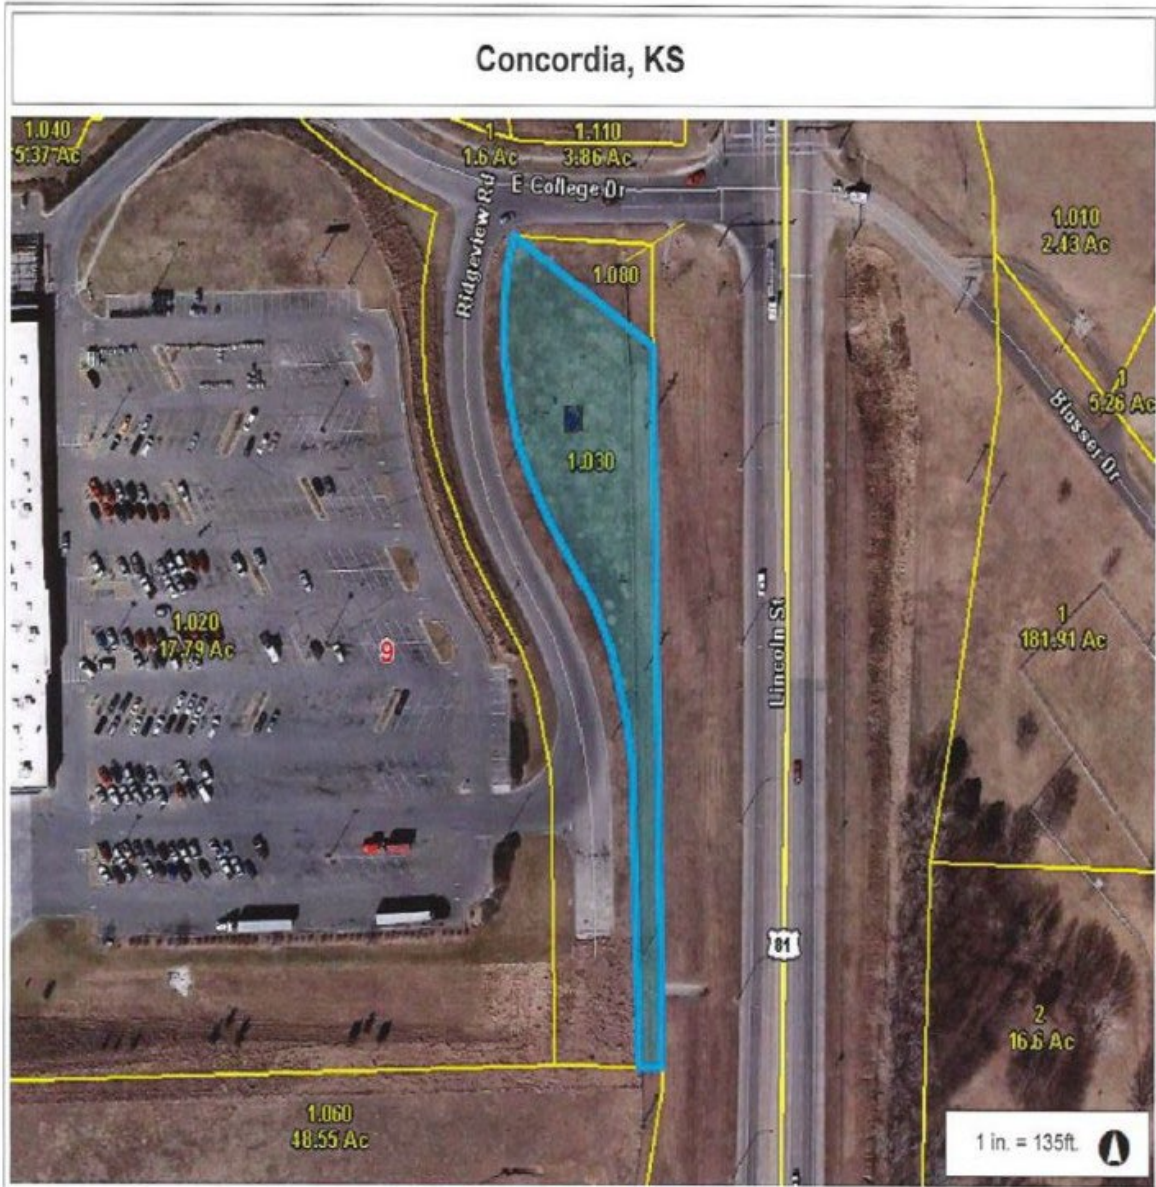 Concordia, KS
1.040
5.37 Ac
1
1.6 Ac
1.110
3.86 Ac
E College Dr
Ridgeview Rd
1.080
1.010
2.43 Ac
1
5.26 Ac
Blosser Dr
1.030
1.020
17.79 Ac
9
Lincoln St
1
181.91 Ac
81
2
16.6 Ac
1.060
48.55 Ac
1 in. = 135ft.